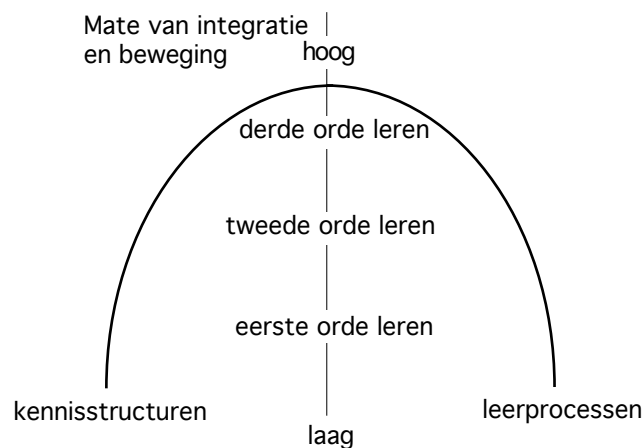 Mate van integratie
en beweging
hoog
derde orde leren
tweede orde leren
eerste orde leren
kennisstructuren
leerprocessen
laag